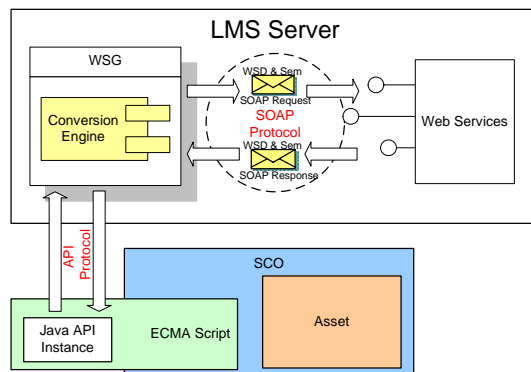 LMS Server
WSG
Conversion
Engine
WSD & Sem
SOAP Request
SOAP
Protocol
WSD & Sem
SOAP Response
Web Services
API
Protocol
SCO
Java API
Instance
ECMA Script
Asset